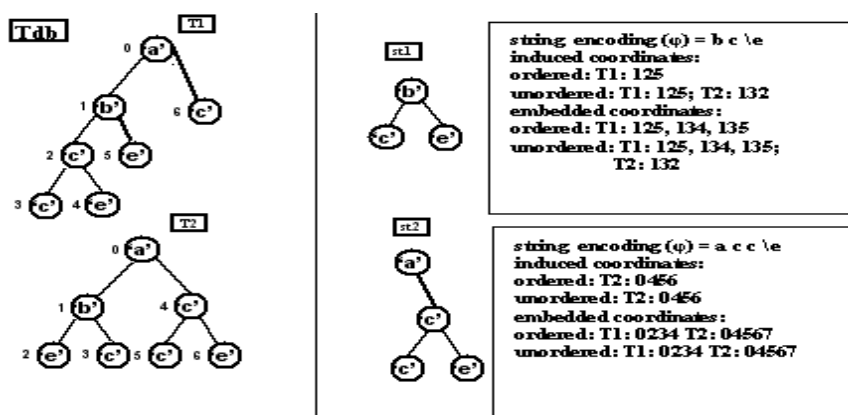 Tdb
T1
0 'a'
1 'b'
6 'c'
2 'c'
5 'e'
3 'c'
4 'e'
T2
0 'a'
1 'b'
4 'c'
2 'e'
3 'c'
5 'c'
6 'e'
st1
'b'
'c'
'e'
st2
'a'
'c'
'c'
'e'
string encoding (φ) = b c \e
induced coordinates:
ordered: T1: 125
unordered: T1: 125; T2: 132
embedded coordinates:
ordered: T1: 125, 134, 135
unordered: T1: 125, 134, 135;
T2: 132
string encoding (φ) = a c c \e
induced coordinates:
ordered: T2: 0456
unordered: T2: 0456
embedded coordinates:
ordered: T1: 0234 T2: 04567
unordered: T1: 0234 T2: 04567